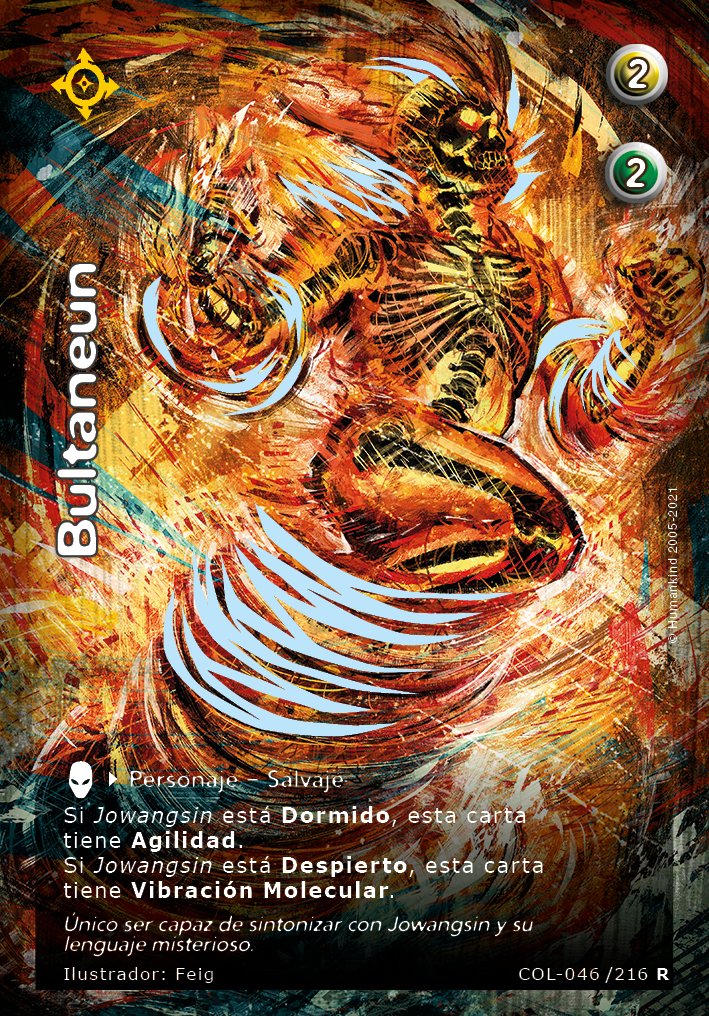 2
2
Bultaneun
© Humankind 2005-2021
Personaje – Salvaje
Si Jowangsin está Dormido, esta carta
tiene Agilidad.
Si Jowangsin está Despierto, esta carta
tiene Vibración Molecular.
Único ser capaz de sintonizar con Jowangsin y su
lenguaje misterioso.
Ilustrador: Feig
COL-046 /216 R